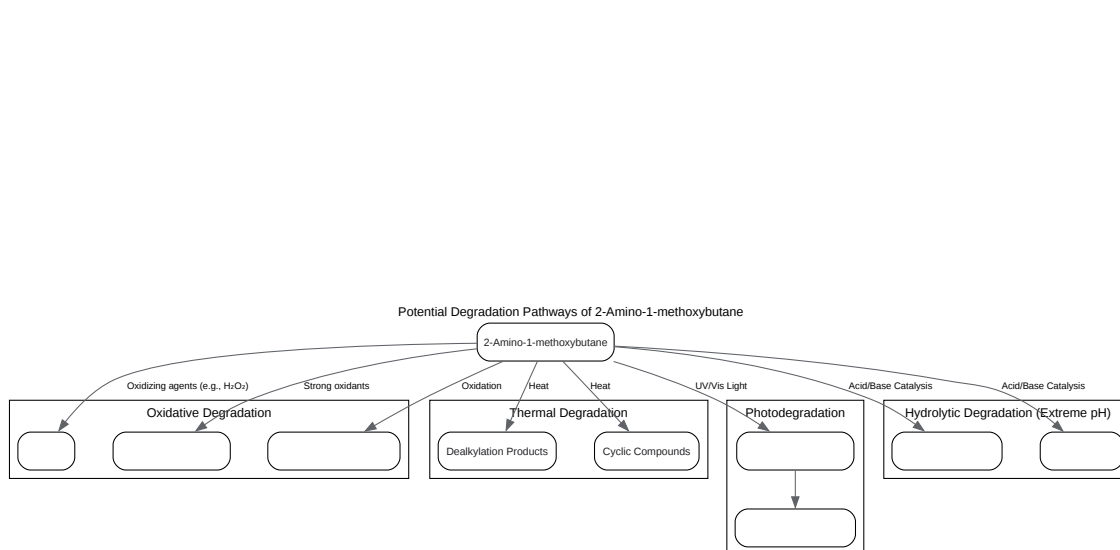 Potential Degradation Pathways of 2-Amino-1-methoxybutane
2-Amino-1-methoxybutane
Oxidizing agents (e.g., H₂O₂)
Strong oxidants
Oxidation
Heat
Heat
UV/Vis Light
Acid/Base Catalysis
Acid/Base Catalysis
Oxidative Degradation
Thermal Degradation
Photodegradation
Hydrolytic Degradation (Extreme pH)
Dealkylation Products
Cyclic Compounds